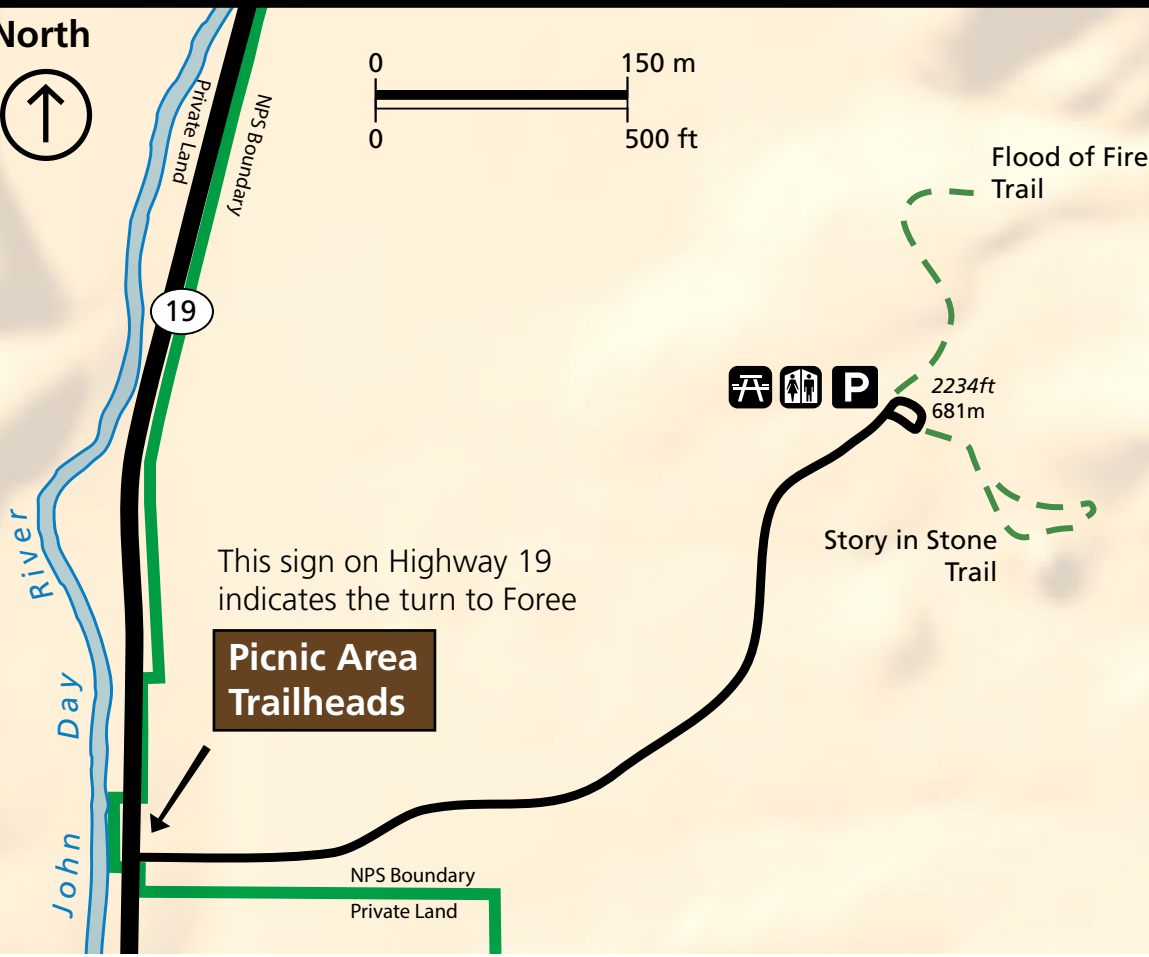 North
0 150 m
0 500 ft
Private Land
NPS Boundary
Flood of Fire
Trail
19
P
2234ft
681m
Story in Stone
Trail
This sign on Highway 19
indicates the turn to Foree
Picnic Area
Trailheads
John Day River
NPS Boundary
Private Land